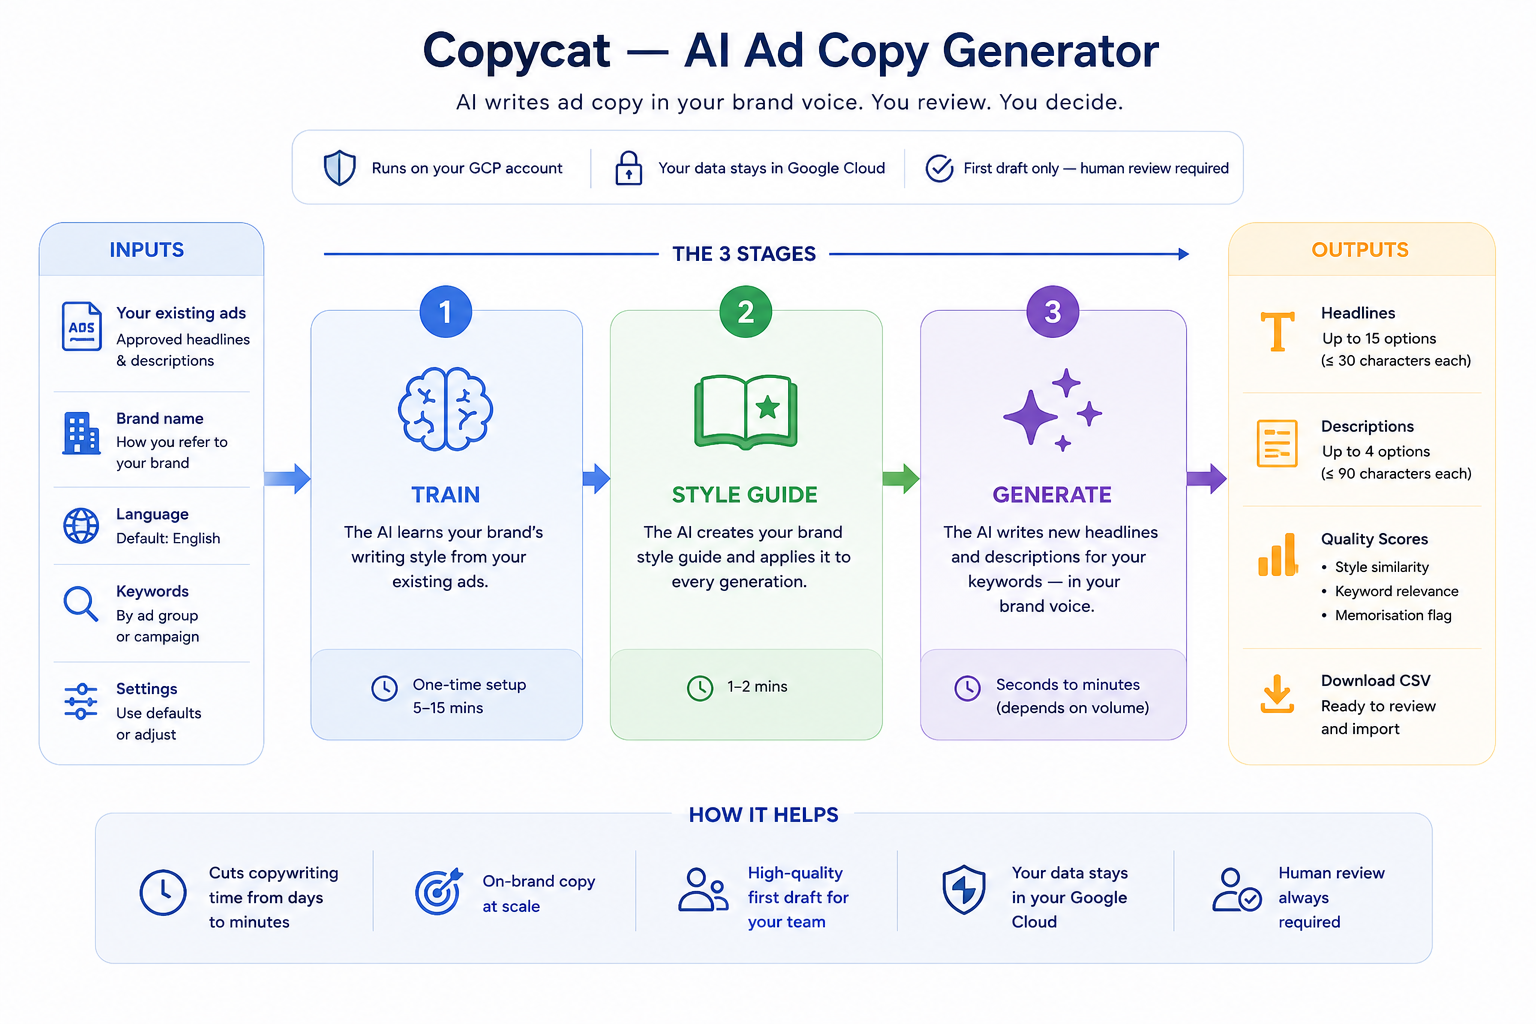 Copycat — AI Ad Copy Generator
AI writes ad copy in your brand voice. You review. You decide.
Runs on your GCP account
Your data stays in Google Cloud
First draft only — human review required
INPUTS
ADS
Your existing ads
Approved headlines
& descriptions
Brand name
How you refer to
your brand
Language
Default: English
Keywords
By ad group
or campaign
Settings
Use defaults
or adjust
THE 3 STAGES
1
TRAIN
The AI learns your brand's
writing style from your
existing ads.
One-time setup
5–15 mins
2
STYLE GUIDE
The AI creates your brand
style guide and applies it to
every generation.
1–2 mins
3
GENERATE
The AI writes new headlines
and descriptions for your
keywords — in your
brand voice.
Seconds to minutes
(depends on volume)
OUTPUTS
Headlines
Up to 15 options
(≤ 30 characters each)
Descriptions
Up to 4 options
(≤ 90 characters each)
Quality Scores
• Style similarity
• Keyword relevance
• Memorisation flag
Download CSV
Ready to review
and import
HOW IT HELPS
Cuts copywriting
time from days
to minutes
On-brand copy
at scale
High-quality
first draft for
your team
Your data stays
in your Google
Cloud
Human review
always
required